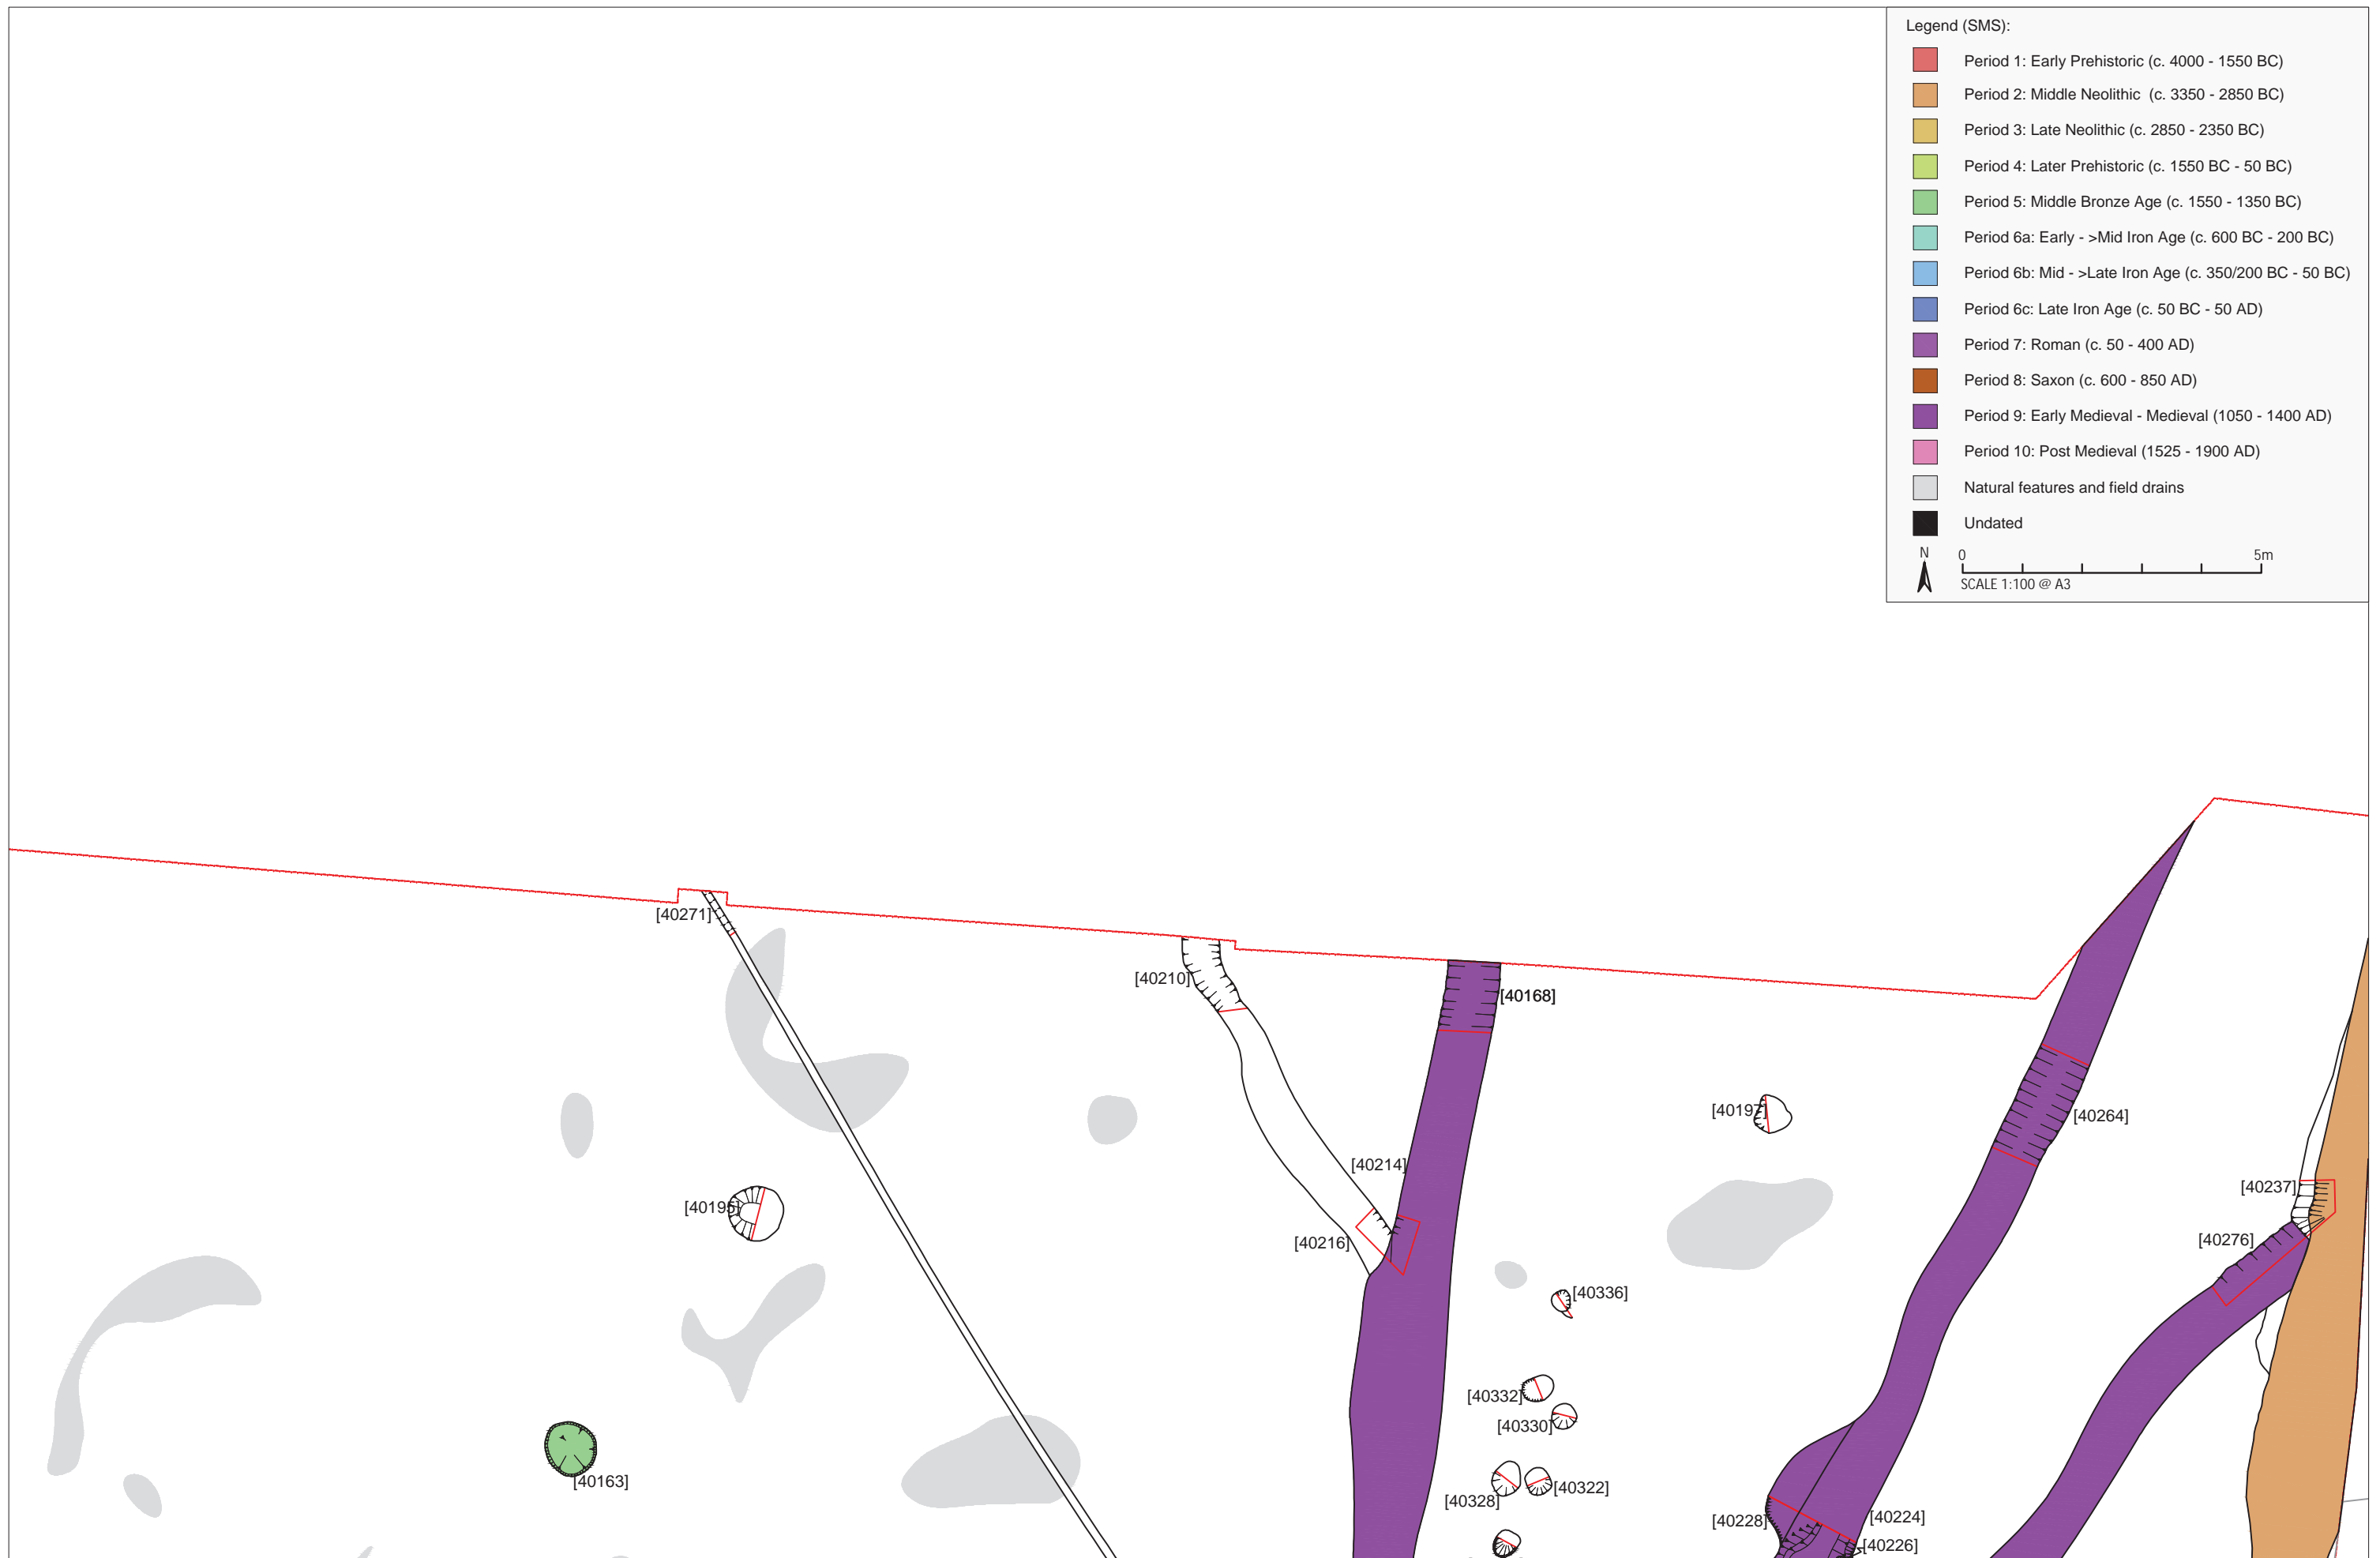 Legend (SMS):
Period 1: Early Prehistoric (c. 4000 - 1550 BC)
Period 2: Middle Neolithic (c. 3350 - 2850 BC)
Period 3: Late Neolithic (c. 2850 - 2350 BC)
Period 4: Later Prehistoric (c. 1550 BC - 50 BC)
Period 5: Middle Bronze Age (c. 1550 - 1350 BC)
Period 6a: Early - >Mid Iron Age (c. 600 BC - 200 BC)
Period 6b: Mid - >Late Iron Age (c. 350/200 BC - 50 BC)
Period 6c: Late Iron Age (c. 50 BC - 50 AD)
Period 7: Roman (c. 50 - 400 AD)
Period 8: Saxon (c. 600 - 850 AD)
Period 9: Early Medieval - Medieval (1050 - 1400 AD)
Period 10: Post Medieval (1525 - 1900 AD)
Natural features and field drains
Undated
N
0 5m
SCALE 1:100 @ A3
[40271]
[40210]
[40168]
[40197]
[40264]
[40214]
[40237]
[40195]
[40216]
[40276]
[40336]
[40332]
[40330]
[40163]
[40322]
[40328]
[40228]
[40224]
[40226]